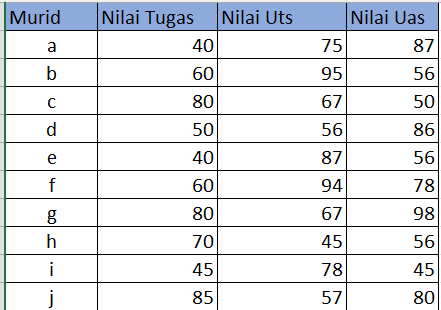 Murid Nilai Tugas Nilai Uts Nilai Uas
a 40 75 87
b 60 95 56
c 80 67 50
d 50 56 86
e 40 87 56
f 60 94 78
g 80 67 98
h 70 45 56
i 45 78 45
j 85 57 80